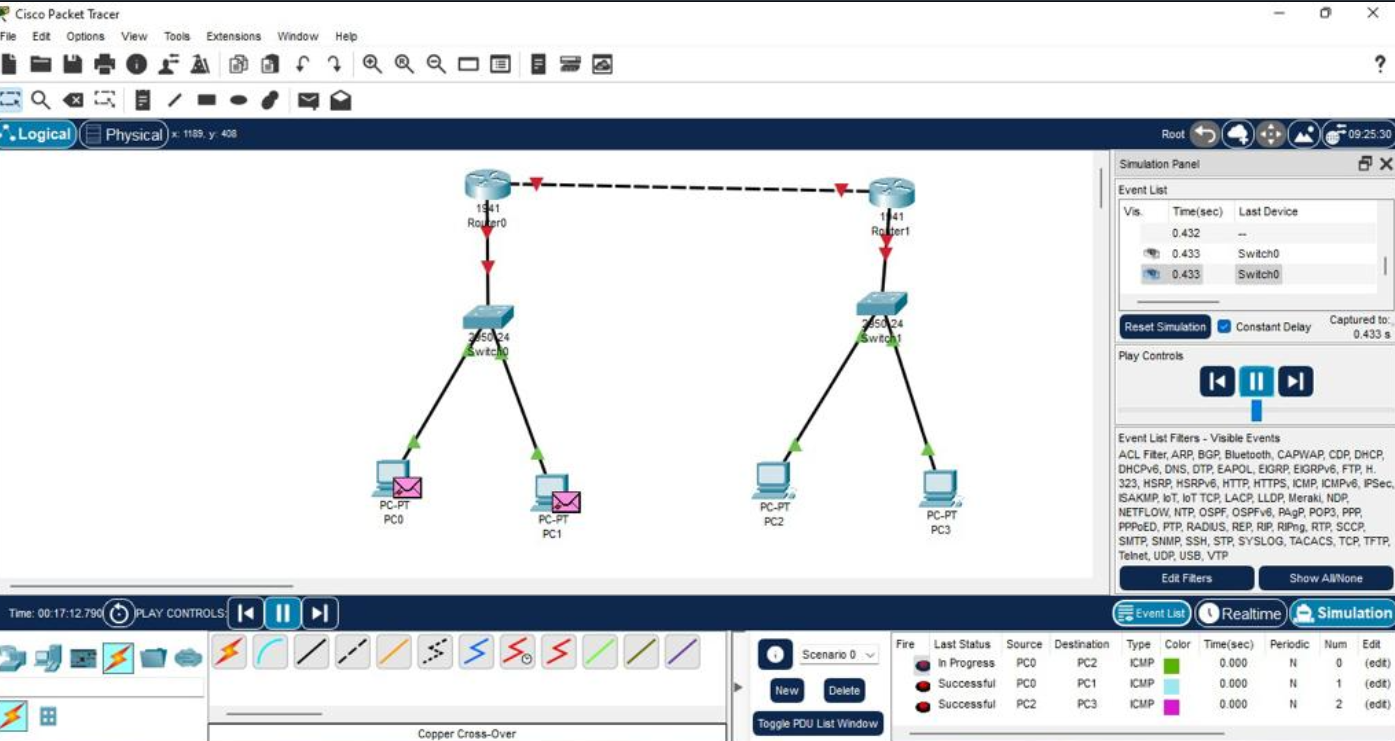 Cisco Packet Tracer
File Edit Options View Tools Extensions Window Help
?
Logical Physical x: 1189, y: 408 Root 09:25:30
1941
Router0
1941
Router1
2950-24
Switch0
2950-24
Switch1
PC-PT
PC0
PC-PT
PC1
PC-PT
PC2
PC-PT
PC3
Simulation Panel
Event List
Vis. Time(sec) Last Device
0.432 --
0.433 Switch0
0.433 Switch0
Reset Simulation Constant Delay Captured to:
0.433 s
Play Controls
Event List Filters - Visible Events
ACL Filter, ARP, BGP, Bluetooth, CAPWAP, CDP, DHCP,
DHCPv6, DNS, DTP, EAPOL, EIGRP, EIGRPv6, FTP, H.
323, HSRP, HSRPv6, HTTP, HTTPS, ICMP, ICMPv6, IPSec,
ISAKMP, IoT, IoT TCP, LACP, LLDP, Meraki, NDP,
NETFLOW, NTP, OSPF, OSPFv6, PAgP, POP3, PPP,
PPPoED, PTP, RADIUS, REP, RIP, RIPng, RTP, SCCP,
SMTP, SNMP, SSH, STP, SYSLOG, TACACS, TCP, TFTP,
Telnet, UDP, USB, VTP
Edit Filters Show All/None
Time: 00:17:12.790 PLAY CONTROLS: Event List Realtime Simulation
Scenario 0
New Delete
Toggle PDU List Window
Fire Last Status Source Destination Type Color Time(sec) Periodic Num Edit
In Progress PC0 PC2 ICMP 0.000 N 0 (edit)
Successful PC0 PC1 ICMP 0.000 N 1 (edit)
Successful PC2 PC3 ICMP 0.000 N 2 (edit)
Copper Cross-Over